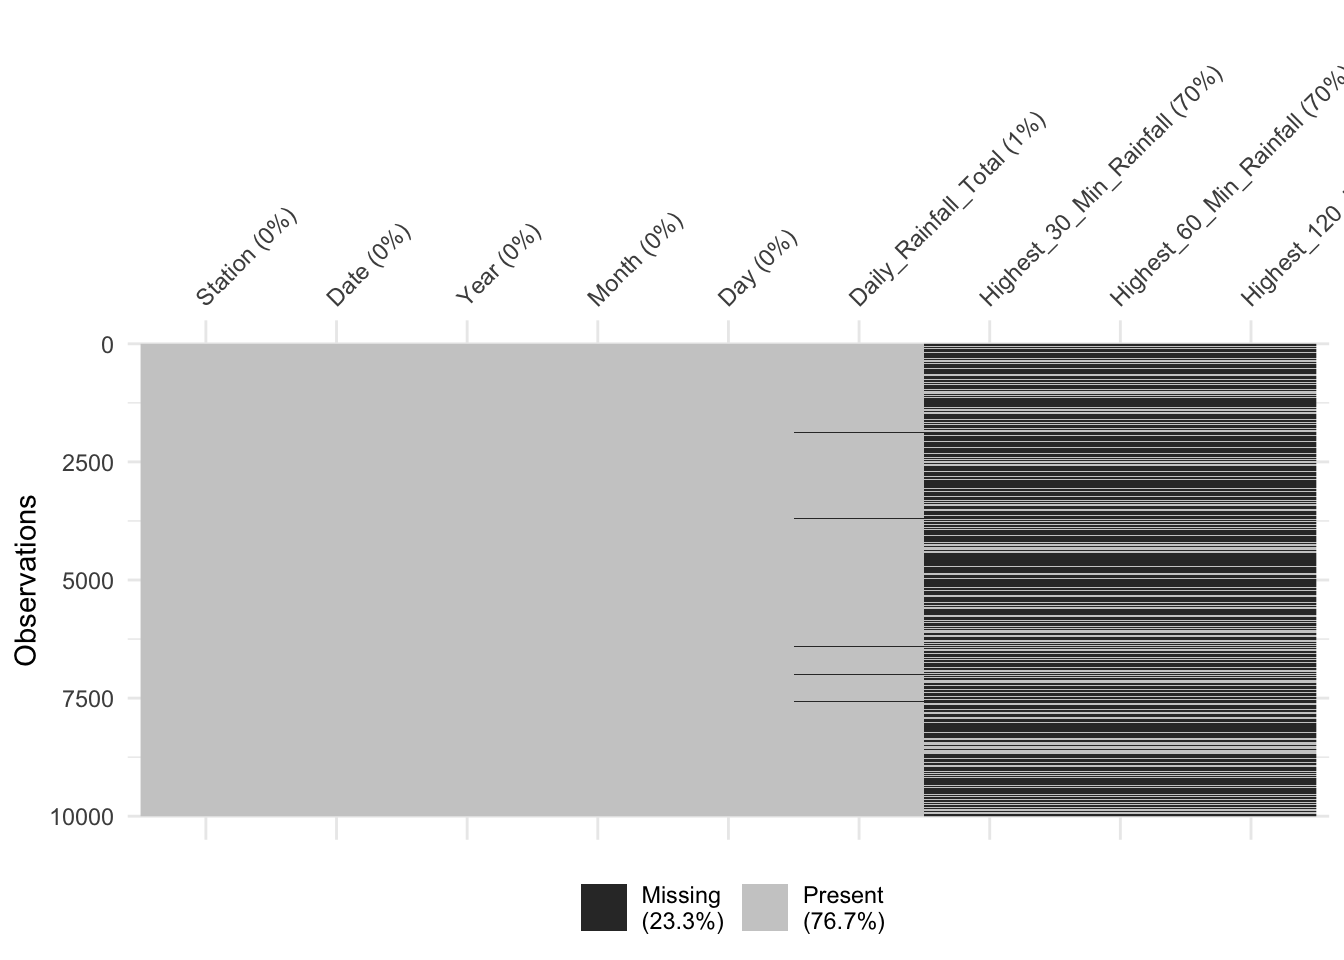 Station (0%)
Date (0%)
Year (0%)
Month (0%)
Day (0%)
Daily_Rainfall_Total (1%)
Highest_30_Min_Rainfall (70%)
Highest_60_Min_Rainfall (70%
Highest_120
0
2500
5000
7500
10000
Observations
Missing
(23.3%)
Present
(76.7%)